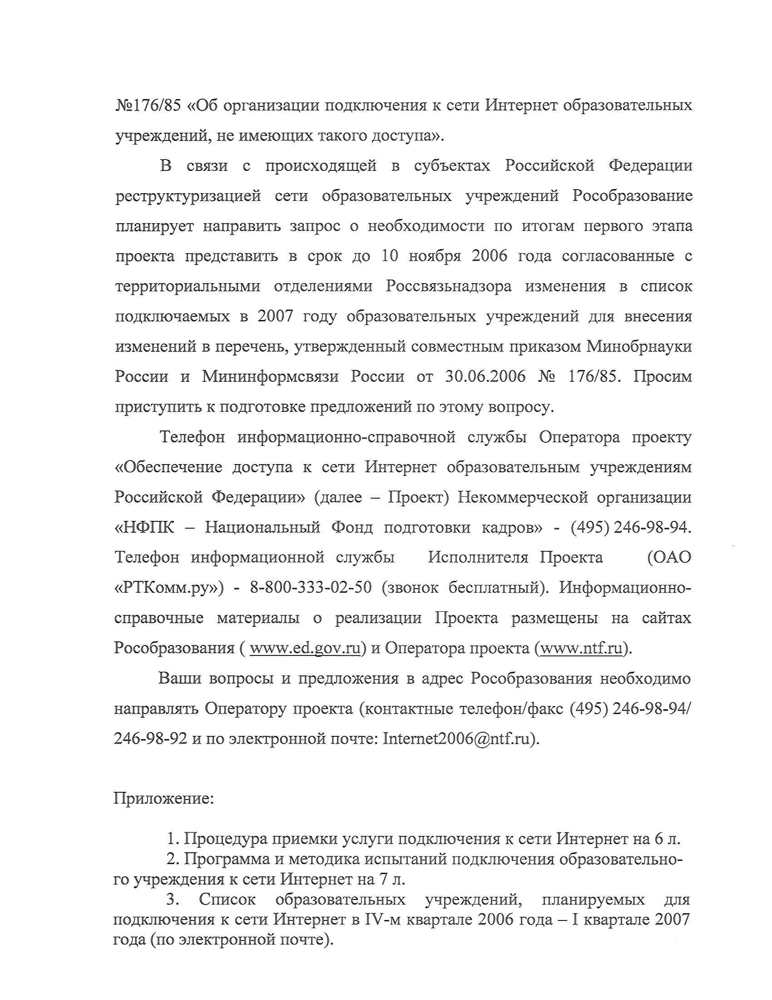 №176/85 «Об организации подключения к сети Интернет образовательных
учреждений, не имеющих такого доступа».
В связи с происходящей в субъектах Российской Федерации
реструктуризацией сети образовательных учреждений Рособразование
планирует направить запрос о необходимости по итогам первого этапа
проекта представить в срок до 10 ноября 2006 года согласованные с
территориальными отделениями Россвязьнадзора изменения в список
подключаемых в 2007 году образовательных учреждений для внесения
изменений в перечень, утвержденный совместным приказом Минобрнауки
России и Мининформсвязи России от 30.06.2006 № 176/85. Просим
приступить к подготовке предложений по этому вопросу.
Телефон информационно-справочной службы Оператора проекту
«Обеспечение доступа к сети Интернет образовательным учреждениям
Российской Федерации» (далее – Проект) Некоммерческой организации
«НФПК – Национальный Фонд подготовки кадров» - (495) 246-98-94.
Телефон информационной службы Исполнителя Проекта (ОАО
«РТКомм.ру») - 8-800-333-02-50 (звонок бесплатный). Информационно-
справочные материалы о реализации Проекта размещены на сайтах
Рособразования ( www.ed.gov.ru) и Оператора проекта (www.ntf.ru).
Ваши вопросы и предложения в адрес Рособразования необходимо
направлять Оператору проекта (контактные телефон/факс (495) 246-98-94/
246-98-92 и по электронной почте: Internet2006@ntf.ru).
Приложение:
1. Процедура приемки услуги подключения к сети Интернет на 6 л.
2. Программа и методика испытаний подключения образовательно-
го учреждения к сети Интернет на 7 л.
3. Список образовательных учреждений, планируемых для
подключения к сети Интернет в IV-м квартале 2006 года – I квартале 2007
года (по электронной почте).